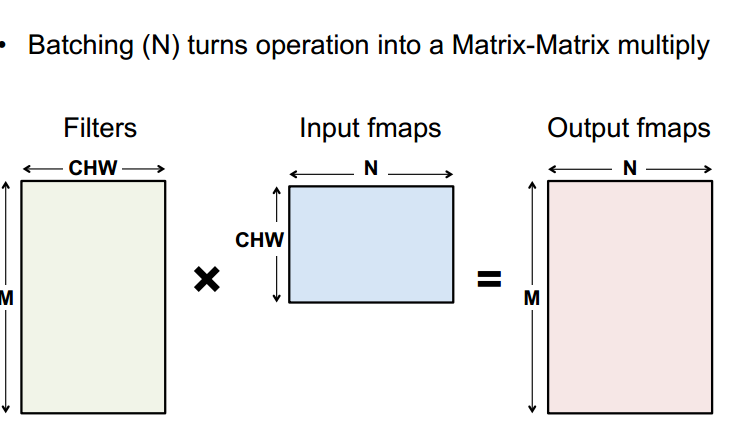 • Batching (N) turns operation into a Matrix-Matrix multiply
Filters
Input fmaps
Output fmaps
CHW
N
N
CHW
×
=
M
M